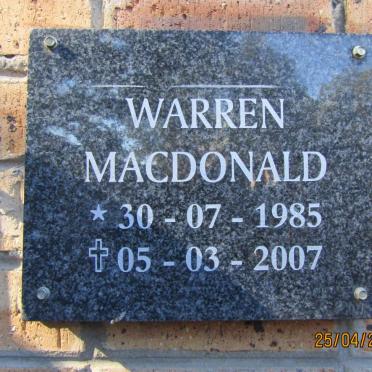 WARREN
MACDONALD
★ 30 - 07 - 1985
✝ 05 - 03 - 2007
25/04/2